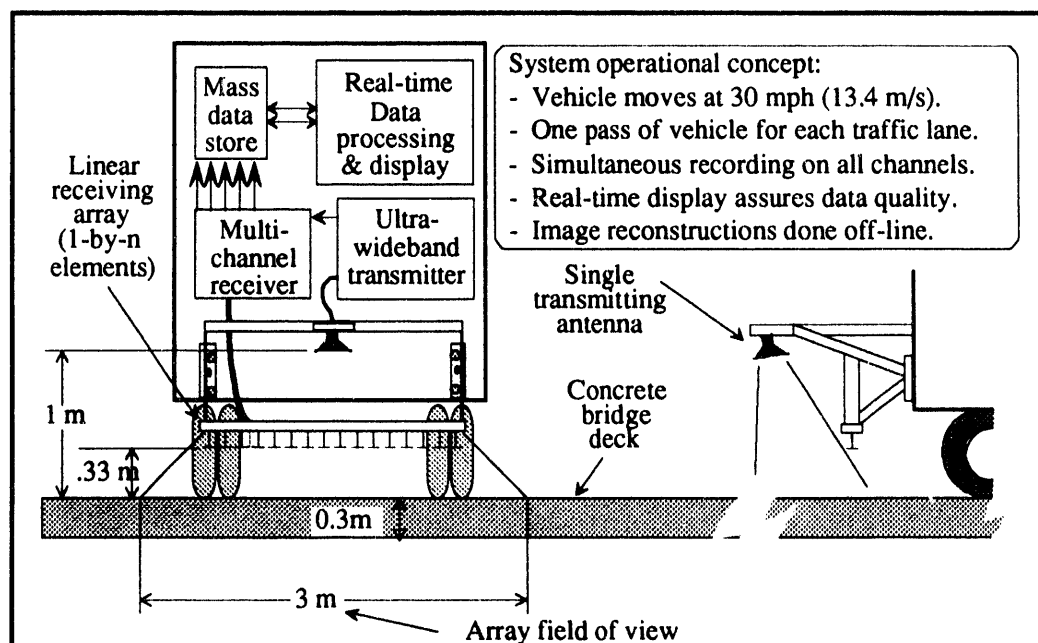 System operational concept:
- Vehicle moves at 30 mph (13.4 m/s).
- One pass of vehicle for each traffic lane.
- Simultaneous recording on all channels.
- Real-time display assures data quality.
- Image reconstructions done off-line.
Mass
data
store
Real-time
Data
processing
& display
Linear
receiving
array
(1-by-n
elements)
Multi-
channel
receiver
Ultra-
wideband
transmitter
Single
transmitting
antenna
Concrete
bridge
deck
1 m
.33 m
0.3m
3 m
Array field of view